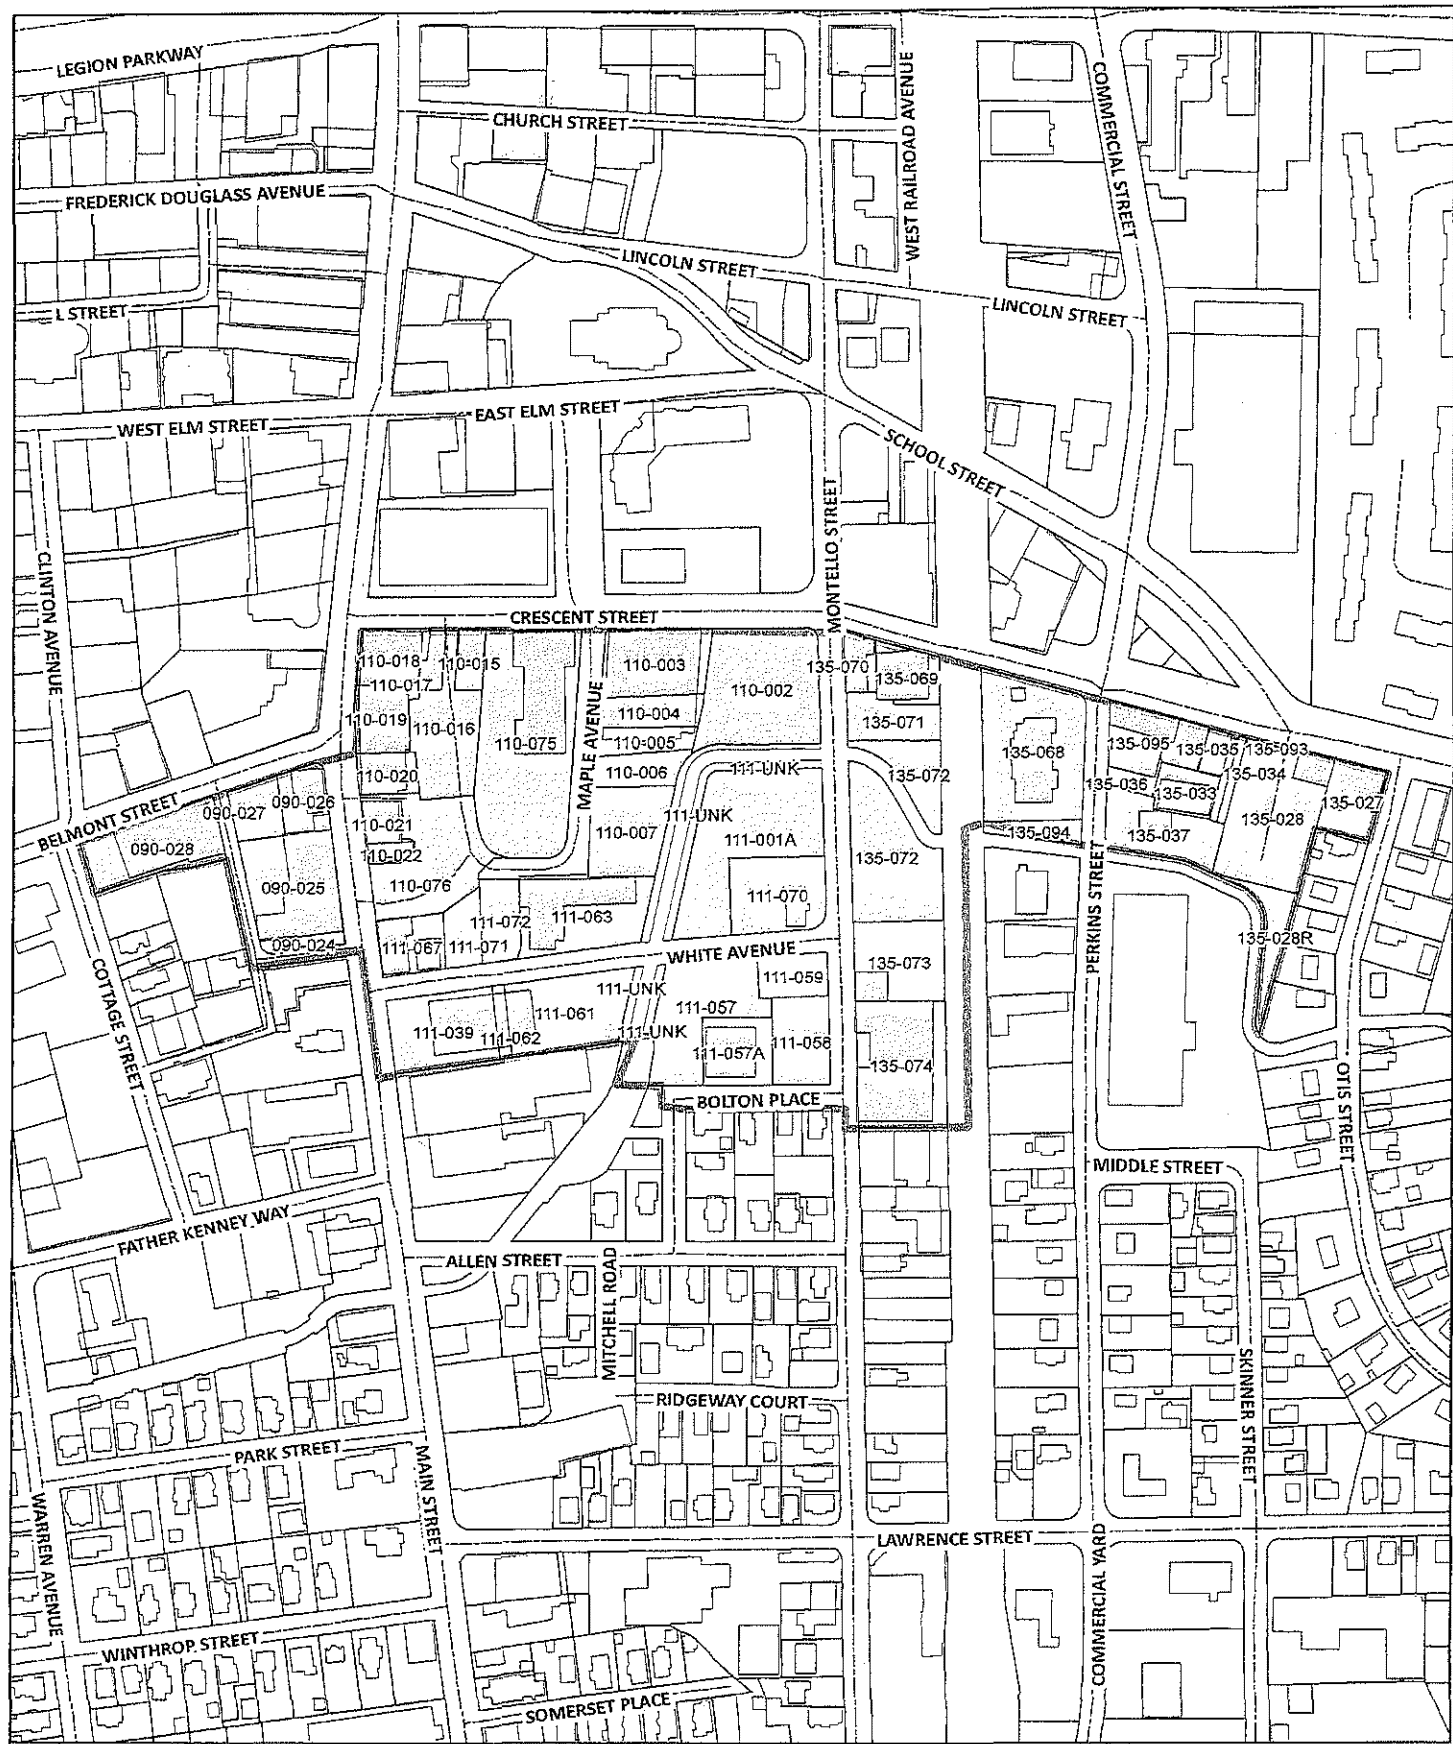 LEGION PARKWAY
CHURCH STREET
WEST RAILROAD AVENUE
COMMERCIAL STREET
FREDERICK DOUGLASS AVENUE
LINCOLN STREET
LINCOLN STREET
L STREET
WEST ELM STREET
EAST ELM STREET
SCHOOL STREET
MONTELLO STREET
CLINTON AVENUE
CRESCENT STREET
110-018
110-015
110-003
110-002
135-070
135-069
110-017
110-019
110-016
110-004
135-071
110-075
110-005
MAPLE AVENUE
135-068
135-095
135-035
135-093
110-020
110-006
111-UNK
135-072
135-036
135-034
135-033
135-027
BELMONT STREET
090-027
090-026
110-021
110-007
111-UNK
111-001A
135-094
135-037
135-028
090-028
110-022
135-072
090-025
110-076
111-070
PERKINS STREET
111-072
111-063
090-024
111-067
111-071
WHITE AVENUE
135-073
135-028R
COTTAGE STREET
111-UNK
111-059
111-061
111-057
111-039
111-062
111-UNK
111-057A
111-058
135-074
BOLTON PLACE
OTIS STREET
MIDDLE STREET
FATHER KENNEY WAY
ALLEN STREET
MITCHELL ROAD
RIDGEWAY COURT
SKINNER STREET
PARK STREET
MAIN STREET
WARREN AVENUE
LAWRENCE STREET
COMMERCIAL YARD
WINTHROP STREET
SOMERSET PLACE